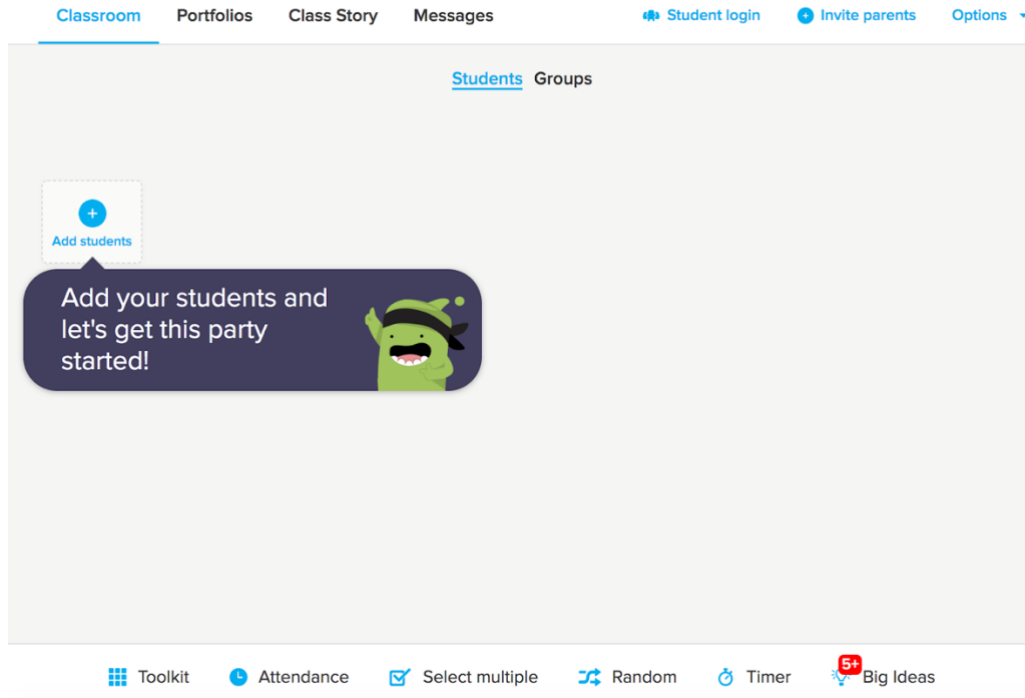 Classroom Portfolios Class Story Messages Student login Invite parents Options
Students Groups
Add students
Add your students and
let's get this party
started!
Toolkit Attendance Select multiple Random Timer 5+ Big Ideas